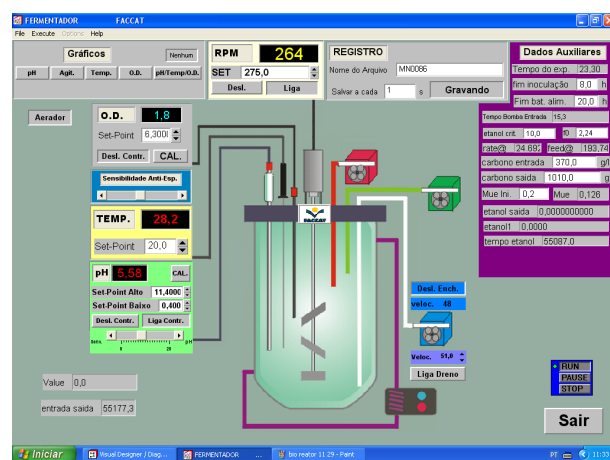 FERMENTADOR FACCAT
File Execute Options Help
Gráficos Nenhum
pH Agit. Temp. O.D. pH/Temp/O.D.
RPM 264
SET 275,0
Desl. Liga
REGISTRO
Nome do Arquivo MN0086
Salvar a cada 1 s Gravando
Dados Auxiliares
Tempo do exp. 23,30
fim inoculação 8,0 h
Fim bat. alim. 20,0 h
Tempo Bomba Entrada 15,3
etanol crit. 10,0 f0 2,24
rate@ 24.692 feed@ 193,74
carbono entrada 370,0 g/l
carbono saida 1010,0 g
Mue Ini. 0,2 Mue 0,126
etanol saida 0,0000000000
etanol1 0,0000
tempo etanol 55087.0
Aerador
O.D. 1,8
Set-Point 6,3000
Desl. Contr. CAL.
Sensibilidade Anti-Esp.
TEMP. 28,2
Set-Point 20,0
pH 5,58 CAL.
Set-Point Alto 11,4000
Set-Point Baixo 0,400
Desl. Contr. Liga Contr.
0 28 pH
FACCAT
Desl. Ench.
veloc. 48
Veloc. 51,0
Liga Dreno
Value 0,0
entrada saida 55177,3
RUN
PAUSE
STOP
Sair
Iniciar Visual Designer / Diag... FERMENTADOR ... bio reator 11 29 - Paint PT 11:33